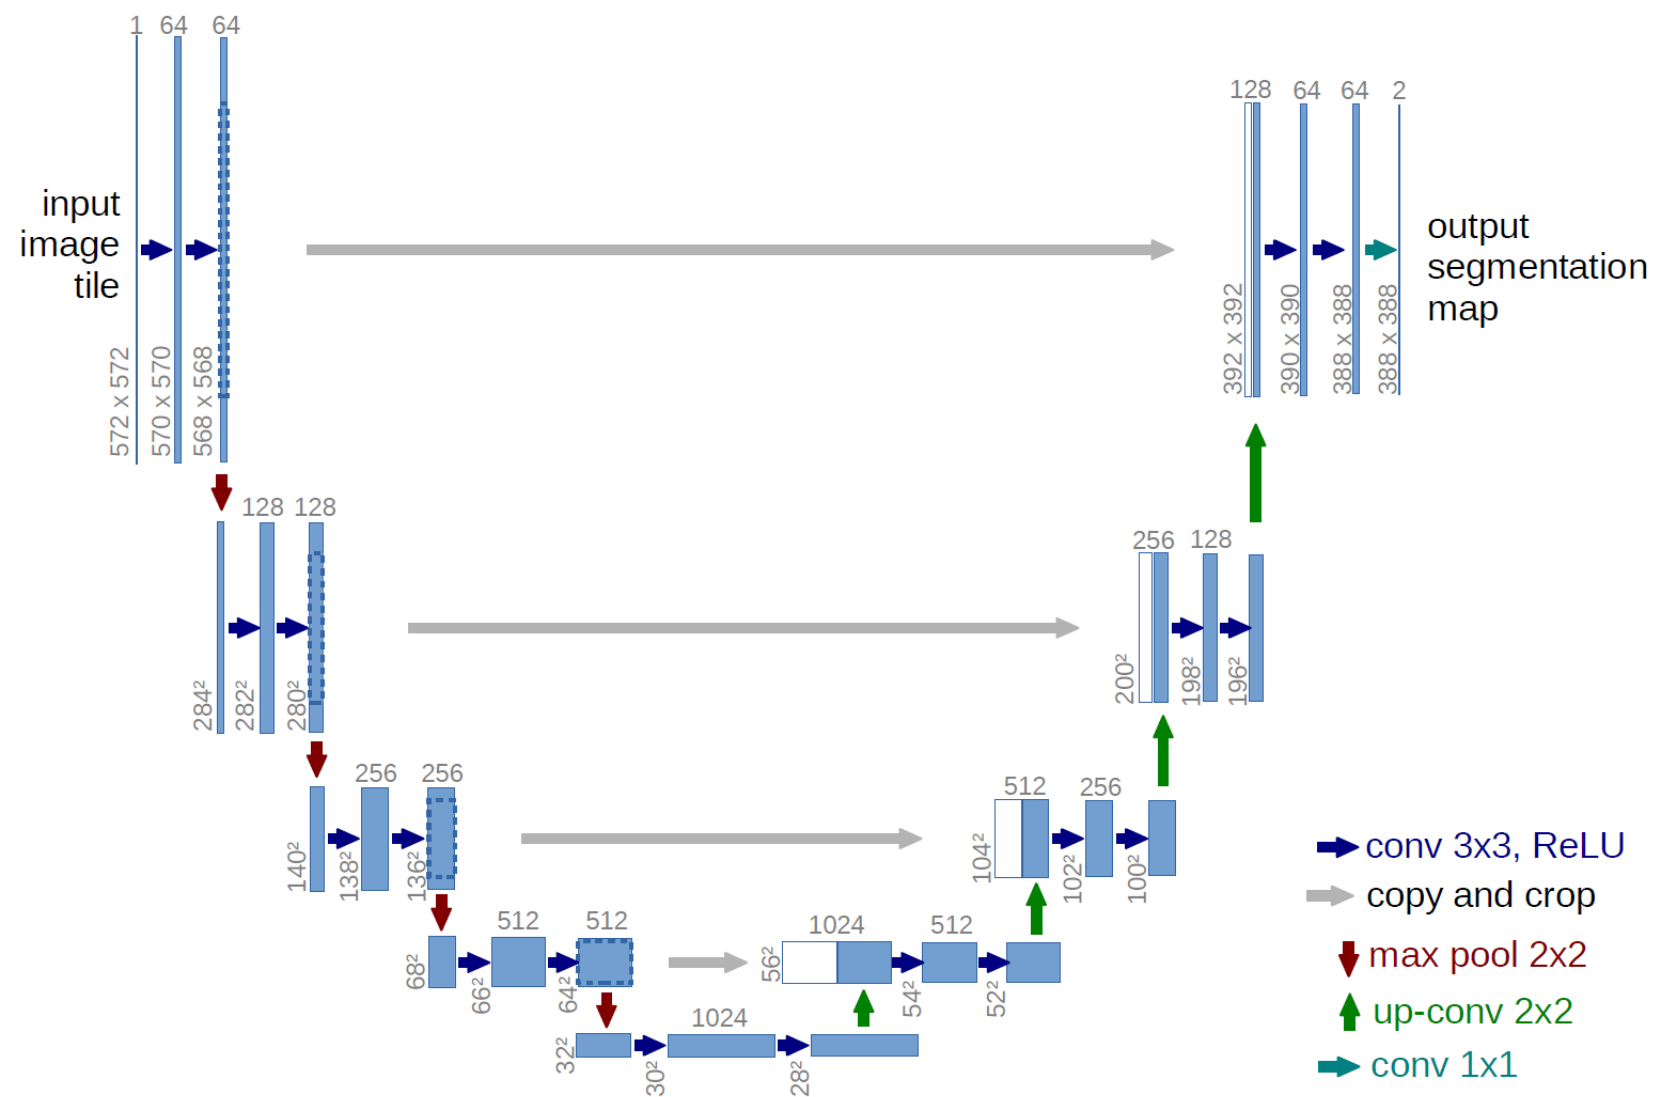 1 64 64
input
image
tile
572 x 572
570 x 570
568 x 568
128 64 64 2
392 x 392
390 x 390
388 x 388
388 x 388
output
segmentation
map
128 128
284²
282²
280²
256 128
200²
198²
196²
256 256
140²
138²
136²
512 256
104²
102²
100²
512 512
68²
66²
64²
1024 512
56²
54²
52²
1024
32²
30²
28²
conv 3x3, ReLU
copy and crop
max pool 2x2
up-conv 2x2
conv 1x1